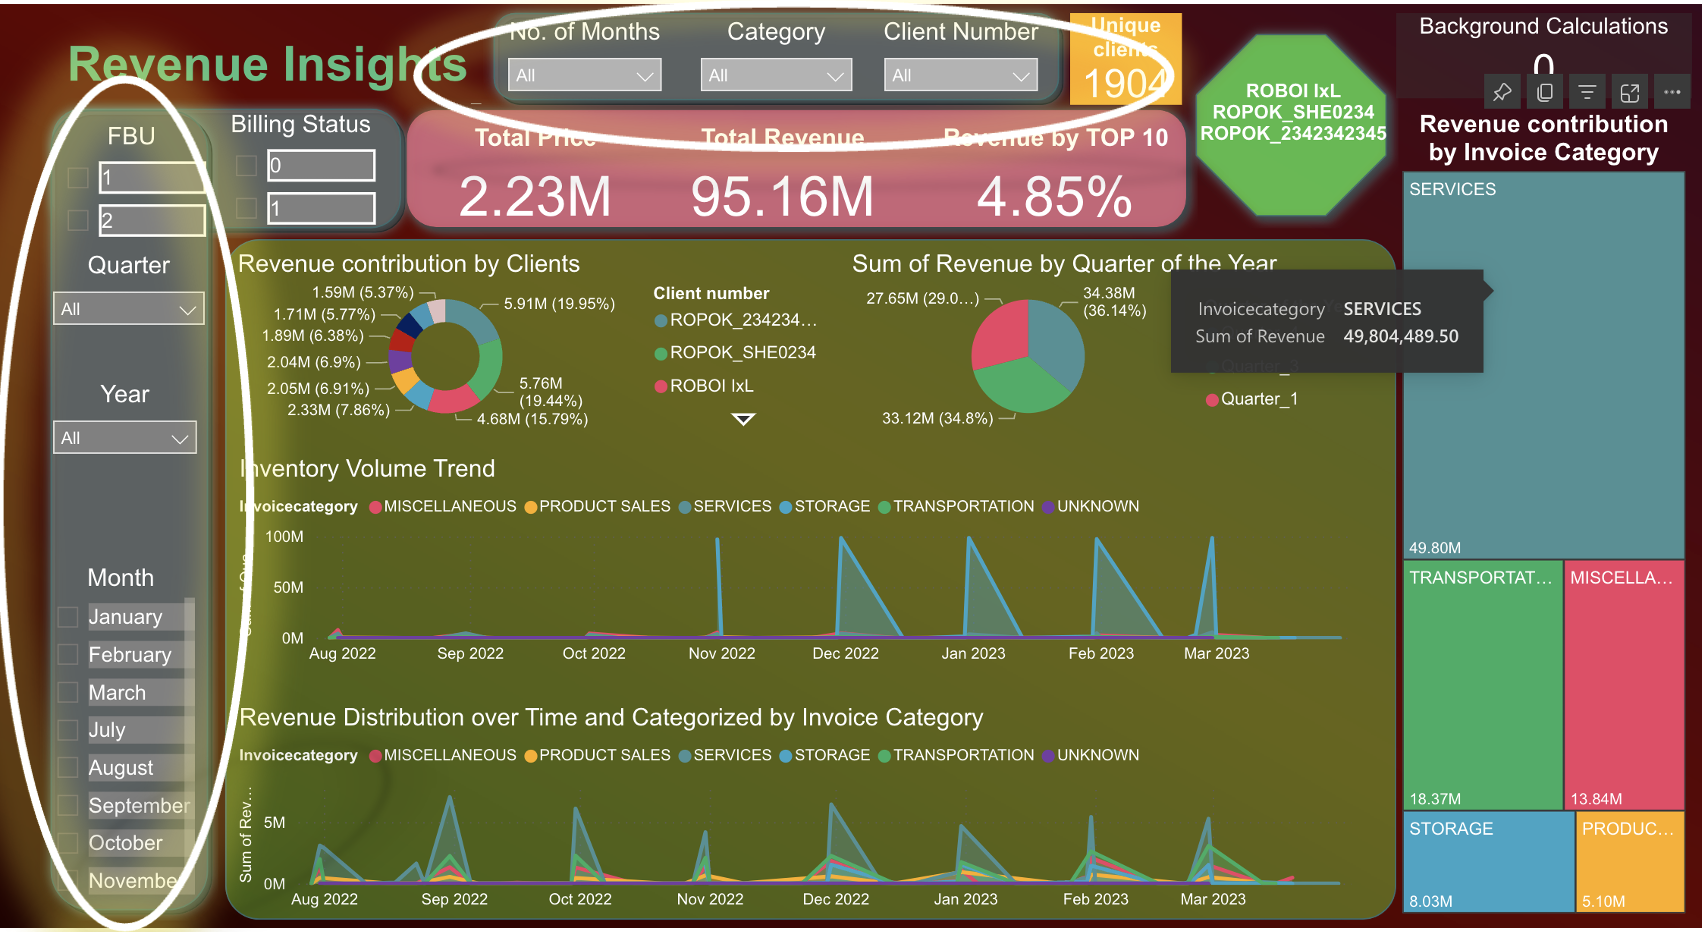 Revenue Insights
No. of Months
Category
Client Number
All
All
All
Unique
clients
1904
ROBOI IxL
ROPOK_SHE0234
ROPOK_2342342345
Background Calculations
0
FBU
1
2
Billing Status
0
1
Total Price
Total Revenue
Revenue by TOP 10
2.23M
95.16M
4.85%
Quarter
All
Year
All
Month
January
February
March
July
August
September
October
November
Revenue contribution by Clients
1.59M (5.37%)
1.71M (5.77%)
1.89M (6.38%)
2.04M (6.9%)
2.05M (6.91%)
2.33M (7.86%)
5.91M (19.95%)
5.76M
(19.44%)
4.68M (15.79%)
Client number
ROPOK_234234...
ROPOK_SHE0234
ROBOI IxL
Sum of Revenue by Quarter of the Year
27.65M (29.0...)
34.38M
(36.14%)
33.12M (34.8%)
Quarter_3
Quarter_1
Invoicecategory SERVICES
Sum of Revenue 49,804,489.50
Inventory Volume Trend
Invoicecategory MISCELLANEOUS PRODUCT SALES SERVICES STORAGE TRANSPORTATION UNKNOWN
100M
50M
0M
Aug 2022 Sep 2022 Oct 2022 Nov 2022 Dec 2022 Jan 2023 Feb 2023 Mar 2023
Revenue Distribution over Time and Categorized by Invoice Category
Invoicecategory MISCELLANEOUS PRODUCT SALES SERVICES STORAGE TRANSPORTATION UNKNOWN
Sum of Rev...
5M
0M
Aug 2022 Sep 2022 Oct 2022 Nov 2022 Dec 2022 Jan 2023 Feb 2023 Mar 2023
Revenue contribution
by Invoice Category
SERVICES
49.80M
TRANSPORTAT...
18.37M
MISCELLA...
13.84M
STORAGE
8.03M
PRODUC...
5.10M